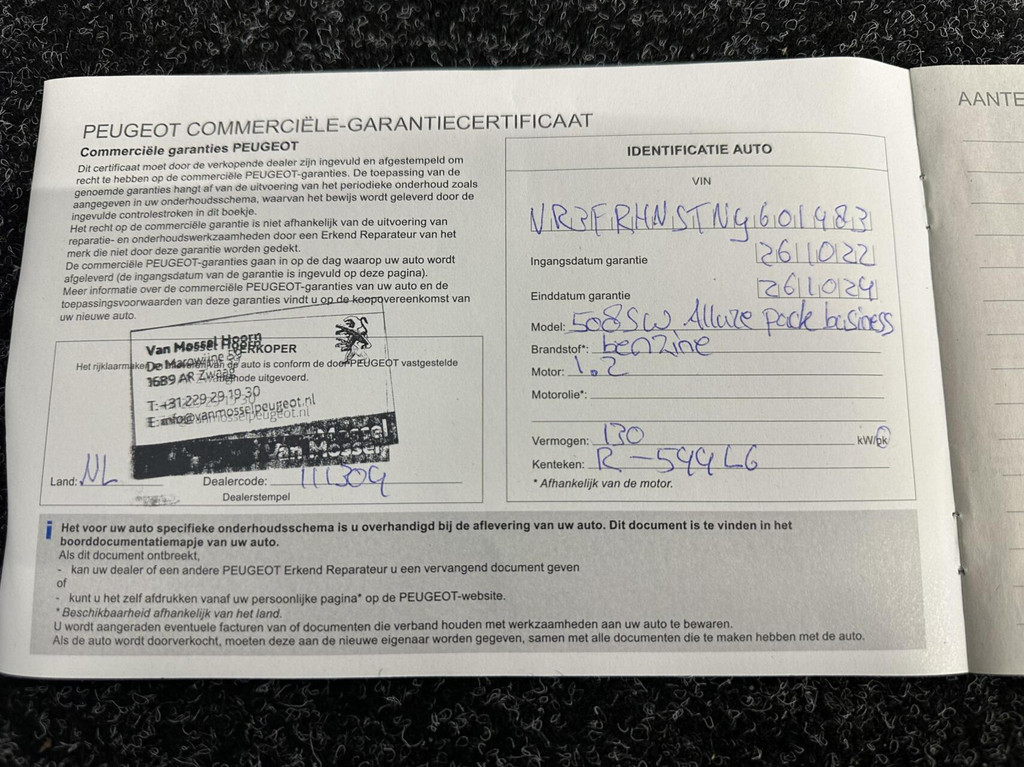 PEUGEOT COMMERCIËLE-GARANTIECERTIFICAAT
Commerciële garanties PEUGEOT
Dit certificaat moet door de verkopende dealer zijn ingevuld en afgestempeld om
recht te hebben op de commerciële PEUGEOT-garanties. De toepassing van de
genoemde garanties hangt af van de uitvoering van het periodieke onderhoud zoals
aangegeven in uw onderhoudsschema, waarvan het bewijs wordt geleverd door de
ingevulde controlestroken in dit boekje.
Het recht op de commerciële garantie is niet afhankelijk van de uitvoering van
reparatie- en onderhoudswerkzaamheden door een Erkend Reparateur van het
merk die niet door deze garantie worden gedekt.
De commerciële PEUGEOT-garanties gaan in op de dag waarop uw auto wordt
afgeleverd (de ingangsdatum van de garantie is ingevuld op deze pagina).
Meer informatie over de commerciële PEUGEOT-garanties van uw auto en de
toepassingsvoorwaarden van deze garanties vindt u op de koopovereenkomst van
uw nieuwe auto.
Van Mossel Hoorn
De Marowijne 59
1689 AR Zwaag
T: +31 229 29 19 30
E: info@vanmosselpeugeot.nl
Van Mossel
de auto is conform de door PEUGEOT vastgestelde
uitgevoerd.
Land: NL
Dealercode: 111304
Dealerstempel
IDENTIFICATIE AUTO
VIN
VR3FRHNSTNY601483
Ingangsdatum garantie 261022
Einddatum garantie 261024
Model: 508SW Allure pack business
Brandstof*: benzine
Motor: 1.2
Motorolie*:
Vermogen: 130 kW/pk
Kenteken: R-544LG
* Afhankelijk van de motor.
Het voor uw auto specifieke onderhoudsschema is u overhandigd bij de aflevering van uw auto. Dit document is te vinden in het
boorddocumentatiemapje van uw auto.
Als dit document ontbreekt,
- kan uw dealer of een andere PEUGEOT Erkend Reparateur u een vervangend document geven
of
- kunt u het zelf afdrukken vanaf uw persoonlijke pagina* op de PEUGEOT-website.
* Beschikbaarheid afhankelijk van het land.
U wordt aangeraden eventuele facturen van of documenten die verband houden met werkzaamheden aan uw auto te bewaren.
Als de auto wordt doorverkocht, moeten deze aan de nieuwe eigenaar worden gegeven, samen met alle documenten die te maken hebben met de auto.
AANTE